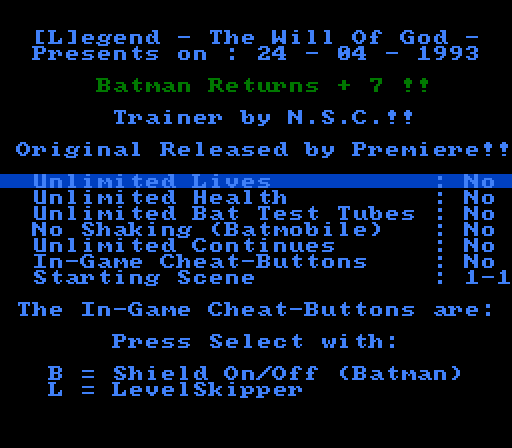 [L]egend - The Will Of God -
Presents on : 24 - 04 - 1993
Batman Returns + 7 !!
Trainer by N.S.C.!!
Original Released by Premiere!!
Unlimited Lives : No
Unlimited Health : No
Unlimited Bat Test Tubes : No
No Shaking (Batmobile) : No
Unlimited Continues : No
In-Game Cheat-Buttons : No
Starting Scene : 1-1
The In-Game Cheat-Buttons are:
Press Select with:
B = Shield On/Off (Batman)
L = LevelSkipper